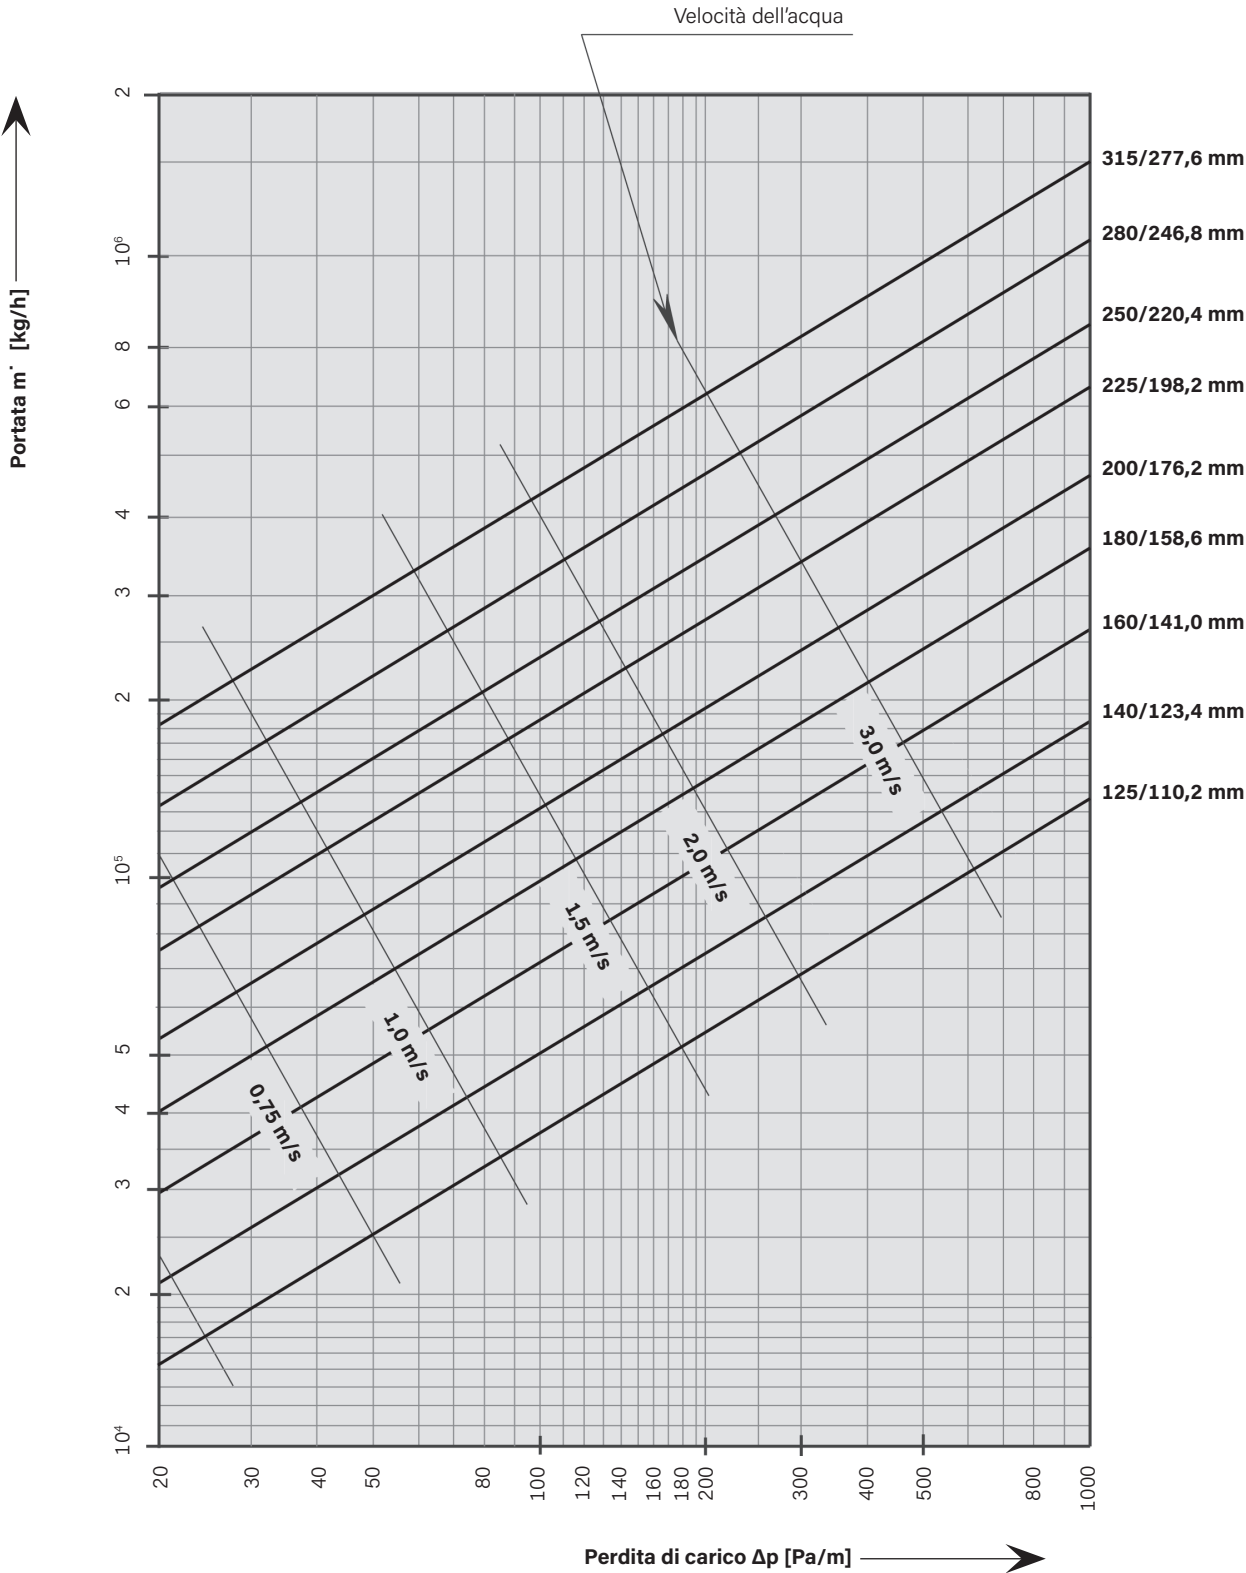 Velocità dell'acqua
Portata m˙ [kg/h]
2
10⁶
8
6
4
3
2
10⁵
5
4
3
2
10⁴
315/277,6 mm
280/246,8 mm
250/220,4 mm
225/198,2 mm
200/176,2 mm
180/158,6 mm
160/141,0 mm
140/123,4 mm
125/110,2 mm
3,0 m/s
2,0 m/s
1,5 m/s
1,0 m/s
0,75 m/s
20 30 40 50 80 100 120 140 160 180 200 300 400 500 800 1000
Perdita di carico Δp [Pa/m]